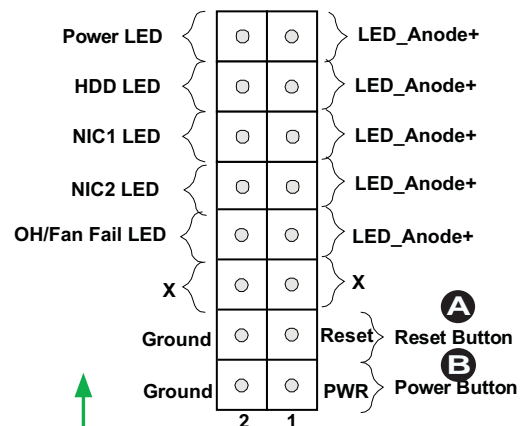 Power LED LED_Anode+
HDD LED LED_Anode+
NIC1 LED LED_Anode+
NIC2 LED LED_Anode+
OH/Fan Fail LED LED_Anode+
X X
A
Ground Reset Reset Button
B
Ground PWR Power Button
2 1